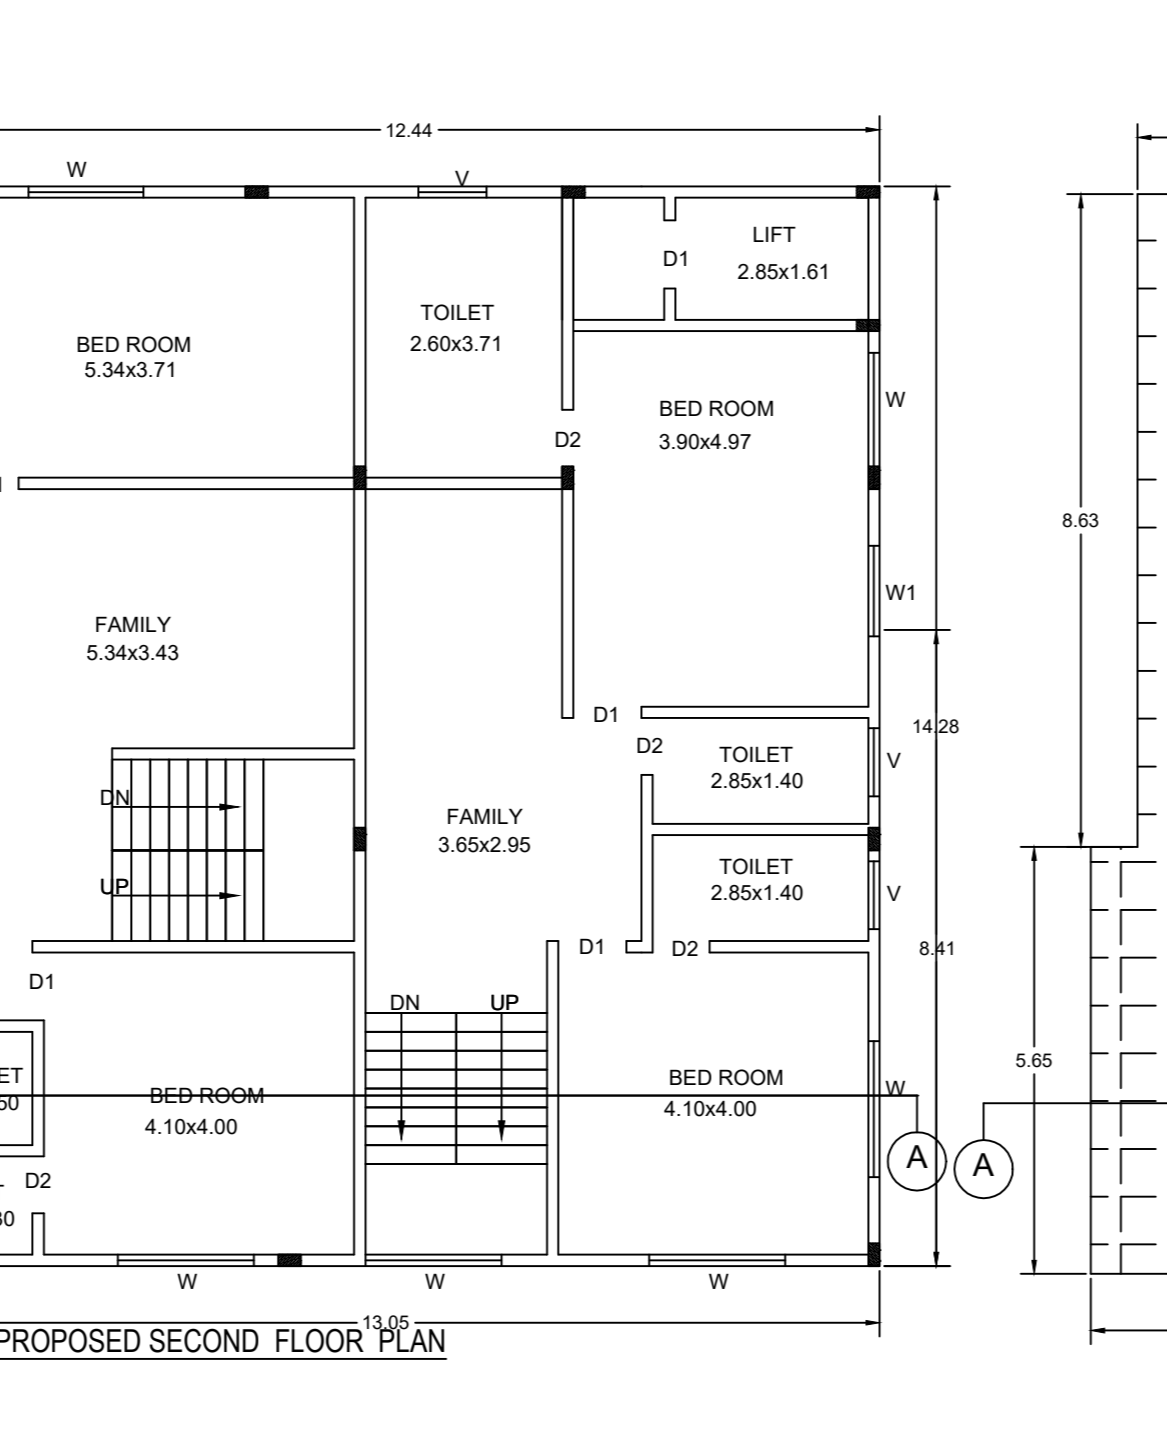 12.44
W
V
LIFT
D1
2.85x1.61
TOILET
2.60x3.71
BED ROOM
5.34x3.71
W
BED ROOM
3.90x4.97
D2
8.63
W1
FAMILY
5.34x3.43
D1
14.28
D2
TOILET
2.85x1.40
V
DN
FAMILY
3.65x2.95
UP
TOILET
2.85x1.40
V
D1
D2
8.41
D1
DN
UP
5.65
ET
50
BED ROOM
4.10x4.00
BED ROOM
4.10x4.00
W
A
A
D2
30
W
W
W
13.05
PROPOSED SECOND FLOOR PLAN